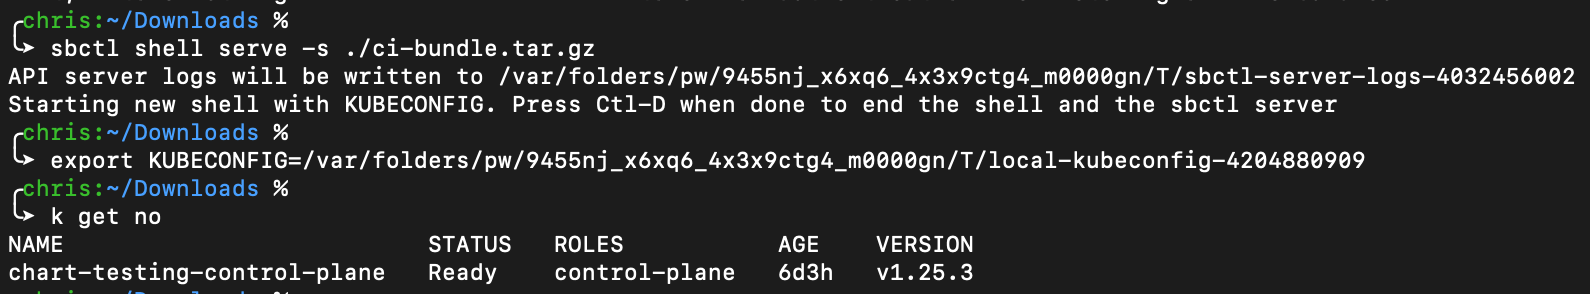 chris:~/Downloads %
sbctl shell serve -s ./ci-bundle.tar.gz
API server logs will be written to /var/folders/pw/9455nj_x6xq6_4x3x9ctg4_m0000gn/T/sbctl-server-logs-4032456002
Starting new shell with KUBECONFIG. Press Ctl-D when done to end the shell and the sbctl server
chris:~/Downloads %
export KUBECONFIG=/var/folders/pw/9455nj_x6xq6_4x3x9ctg4_m0000gn/T/local-kubeconfig-4204880909
chris:~/Downloads %
k get no
NAME STATUS ROLES AGE VERSION
chart-testing-control-plane Ready control-plane 6d3h v1.25.3